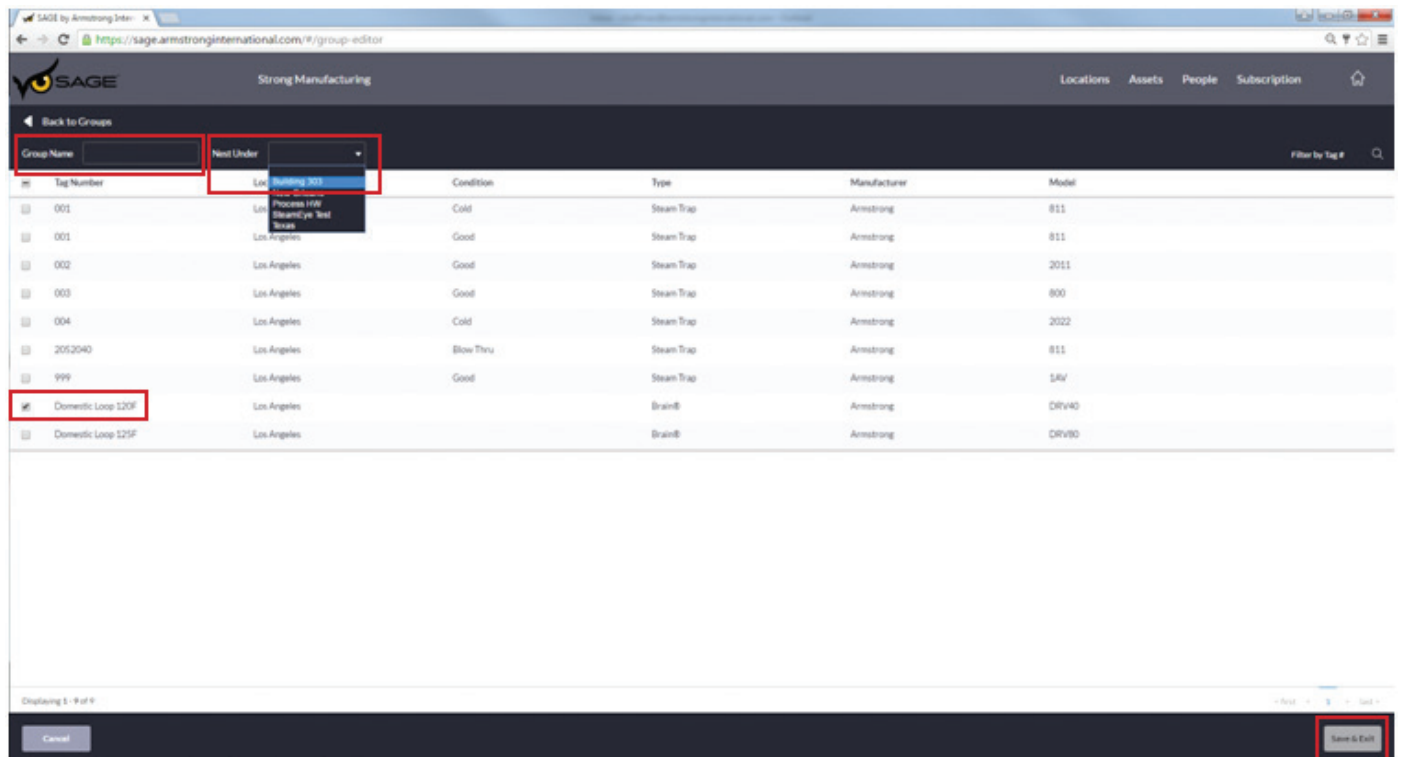 SAGE by Armstrong Inter
https://sage.armstronginternational.com/#/group-editor
SAGE Strong Manufacturing Locations Assets People Subscription
Back to Groups
Group Name Nest Under Filter by Tag #
Tag Number Loc Building 303 Condition Type Manufacturer Model
Process HW
SteamEye Test
Texas
001 Los Cold Steam Trap Armstrong 811
001 Los Angeles Good Steam Trap Armstrong 811
002 Los Angeles Good Steam Trap Armstrong 2011
003 Los Angeles Good Steam Trap Armstrong 800
004 Los Angeles Cold Steam Trap Armstrong 2022
2052040 Los Angeles Blow Thru Steam Trap Armstrong 811
999 Los Angeles Good Steam Trap Armstrong 1AV
Domestic Loop 120F Los Angeles Brain® Armstrong DRV40
Domestic Loop 125F Los Angeles Brain® Armstrong DRV80
Displaying 1 - 9 of 9 first 1 last
Cancel Save & Exit